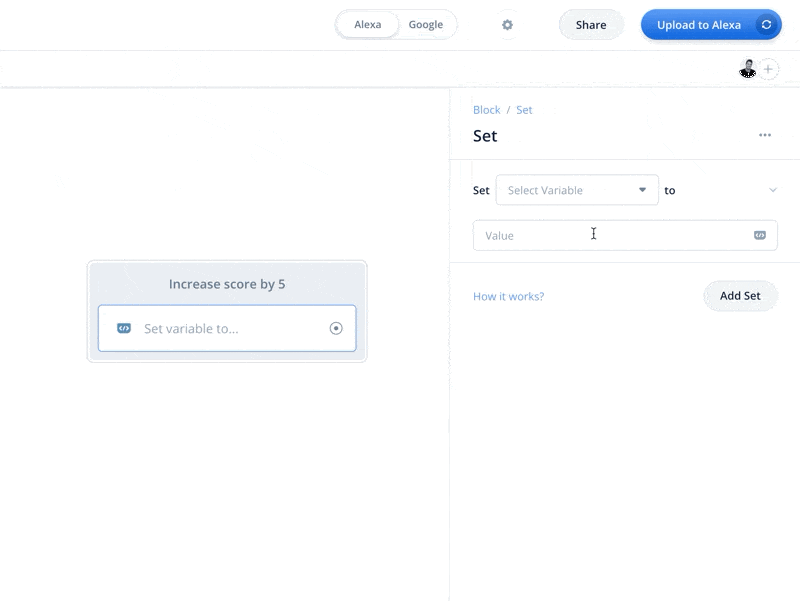 Alexa Google Share Upload to Alexa
Block / Set
Set
Set Select Variable to
Value
Increase score by 5
Set variable to...
How it works? Add Set